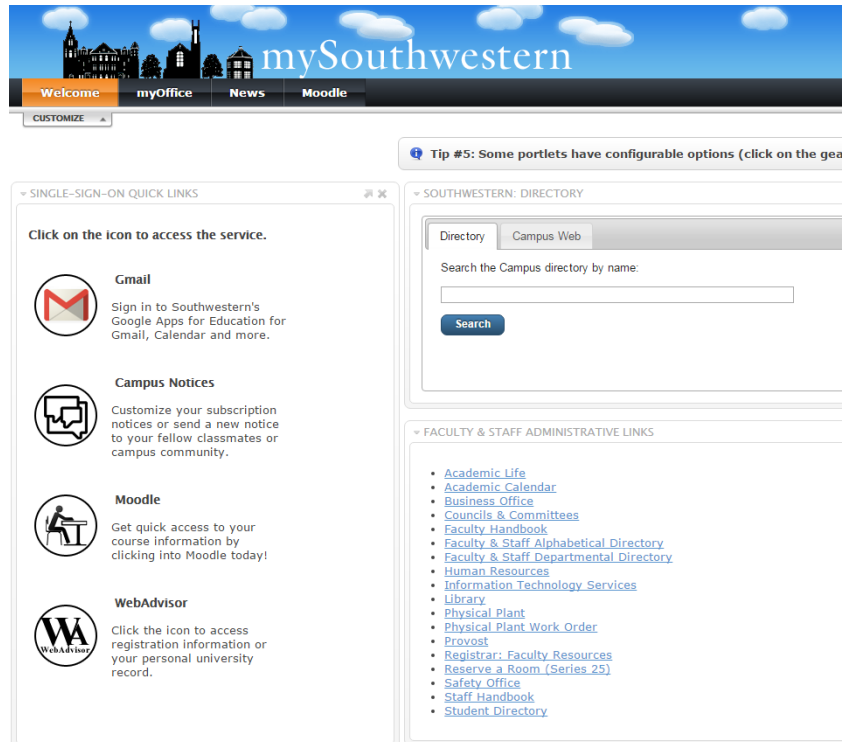 mySouthwestern
Welcome myOffice News Moodle
CUSTOMIZE
Tip #5: Some portlets have configurable options (click on the gea
SINGLE-SIGN-ON QUICK LINKS
Click on the icon to access the service.
Gmail
Sign in to Southwestern's
Google Apps for Education for
Gmail, Calendar and more.
Campus Notices
Customize your subscription
notices or send a new notice
to your fellow classmates or
campus community.
Moodle
Get quick access to your
course information by
clicking into Moodle today!
WA
WebAdvisor
WebAdvisor
Click the icon to access
registration information or
your personal university
record.
SOUTHWESTERN: DIRECTORY
Directory Campus Web
Search the Campus directory by name:
Search
FACULTY & STAFF ADMINISTRATIVE LINKS
Academic Life
Academic Calendar
Business Office
Councils & Committees
Faculty Handbook
Faculty & Staff Alphabetical Directory
Faculty & Staff Departmental Directory
Human Resources
Information Technology Services
Library
Physical Plant
Physical Plant Work Order
Provost
Registrar: Faculty Resources
Reserve a Room (Series 25)
Safety Office
Staff Handbook
Student Directory